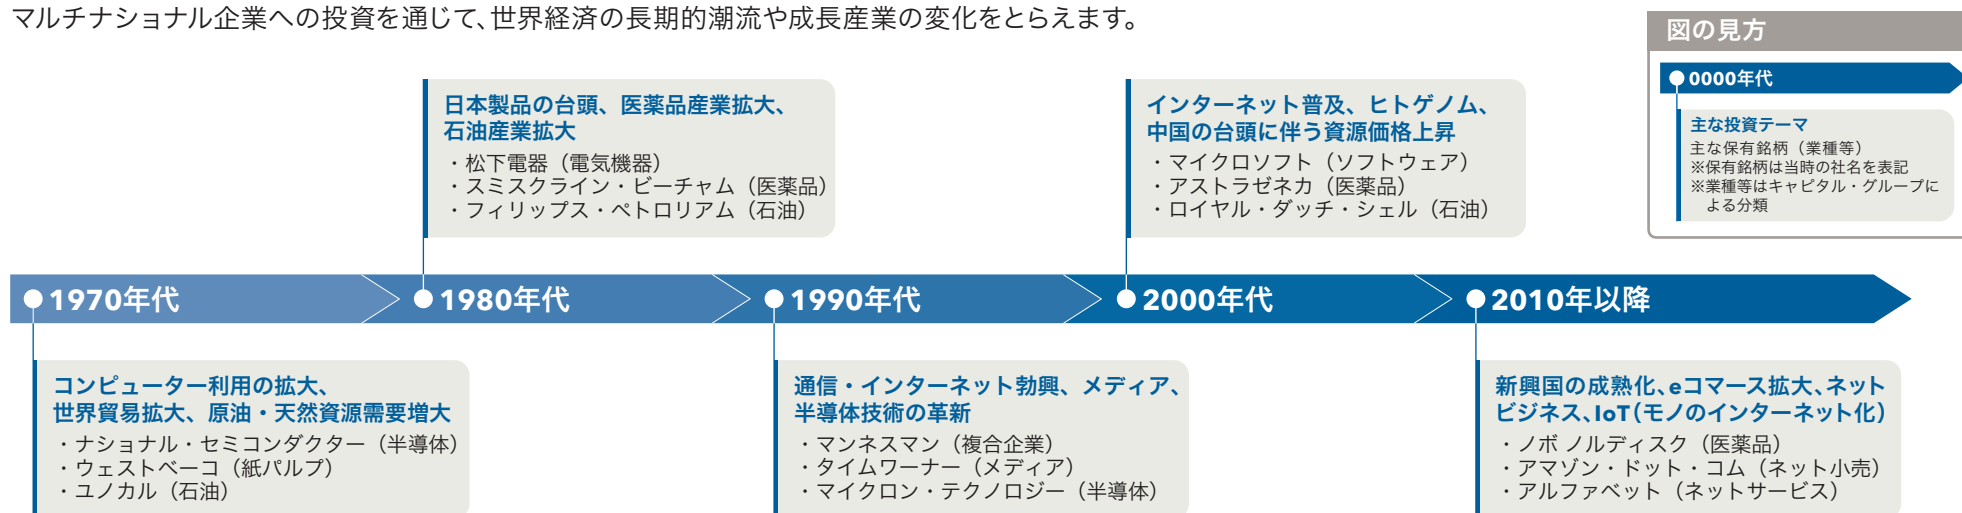 マルチナショナル企業への投資を通じて、世界経済の長期的潮流や成長産業の変化をとらえます。
図の見方
0000年代
主な投資テーマ
主な保有銘柄（業種等）
※保有銘柄は当時の社名を表記
※業種等はキャピタル・グループに
よる分類
日本製品の台頭、医薬品産業拡大、
石油産業拡大
・松下電器（電気機器）
・スミスクライン・ビーチャム（医薬品）
・フィリップス・ペトロリアム（石油）
インターネット普及、ヒトゲノム、
中国の台頭に伴う資源価格上昇
・マイクロソフト（ソフトウェア）
・アストラゼネカ（医薬品）
・ロイヤル・ダッチ・シェル（石油）
1970年代
1980年代
1990年代
2000年代
2010年以降
コンピューター利用の拡大、
世界貿易拡大、原油・天然資源需要増大
・ナショナル・セミコンダクター（半導体）
・ウェストベーコ（紙パルプ）
・ユノカル（石油）
通信・インターネット勃興、メディア、
半導体技術の革新
・マンネスマン（複合企業）
・タイムワーナー（メディア）
・マイクロン・テクノロジー（半導体）
新興国の成熟化、eコマース拡大、ネット
ビジネス、IoT（モノのインターネット化）
・ノボ ノルディスク（医薬品）
・アマゾン・ドット・コム（ネット小売）
・アルファベット（ネットサービス）